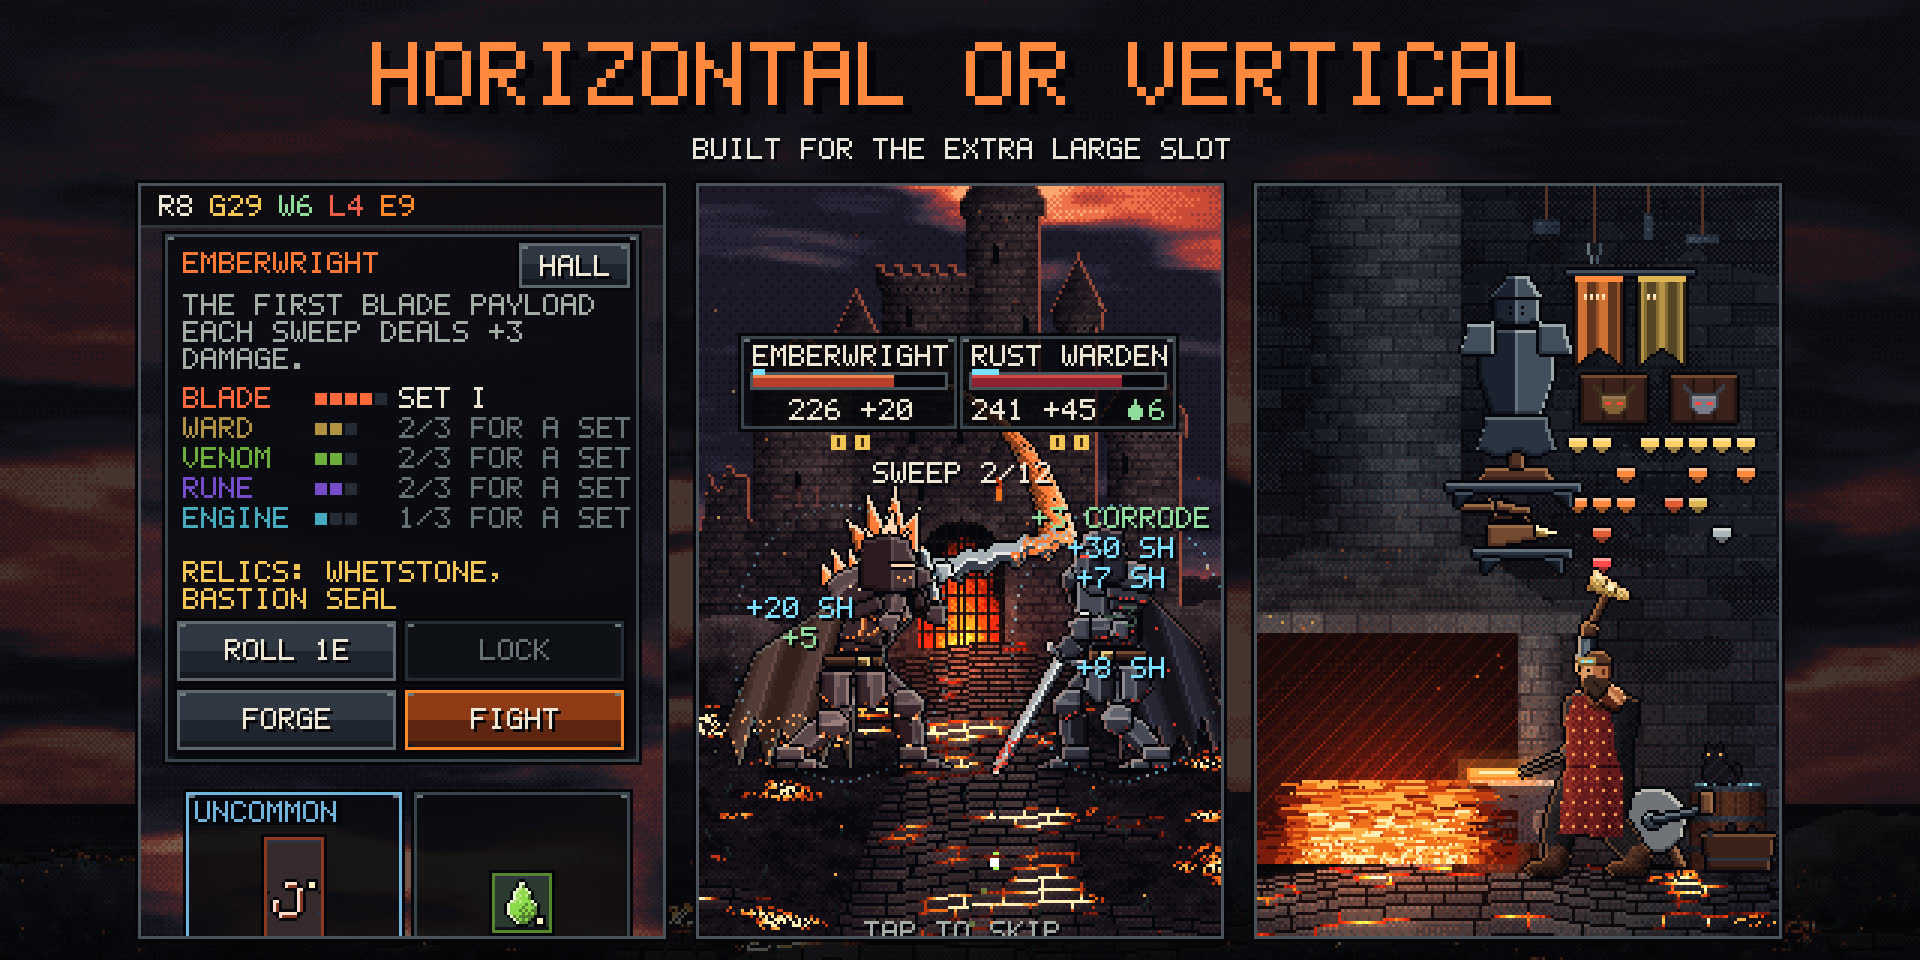 HORIZONTAL OR VERTICAL
BUILT FOR THE EXTRA LARGE SLOT
R8 G29 W6 L4 E9
EMBERWRIGHT
HALL
THE FIRST BLADE PAYLOAD
EACH SWEEP DEALS +3
DAMAGE.
BLADE SET I
WARD 2/3 FOR A SET
VENOM 2/3 FOR A SET
RUNE 2/3 FOR A SET
ENGINE 1/3 FOR A SET
RELICS: WHETSTONE,
BASTION SEAL
ROLL 1E
LOCK
FORGE
FIGHT
UNCOMMON
EMBERWRIGHT
226 +20
RUST WARDEN
241 +45 6
SWEEP 2/12
CORRODE
+30 SH
+7 SH
+20 SH
+5
+8 SH
TAP TO SKIP